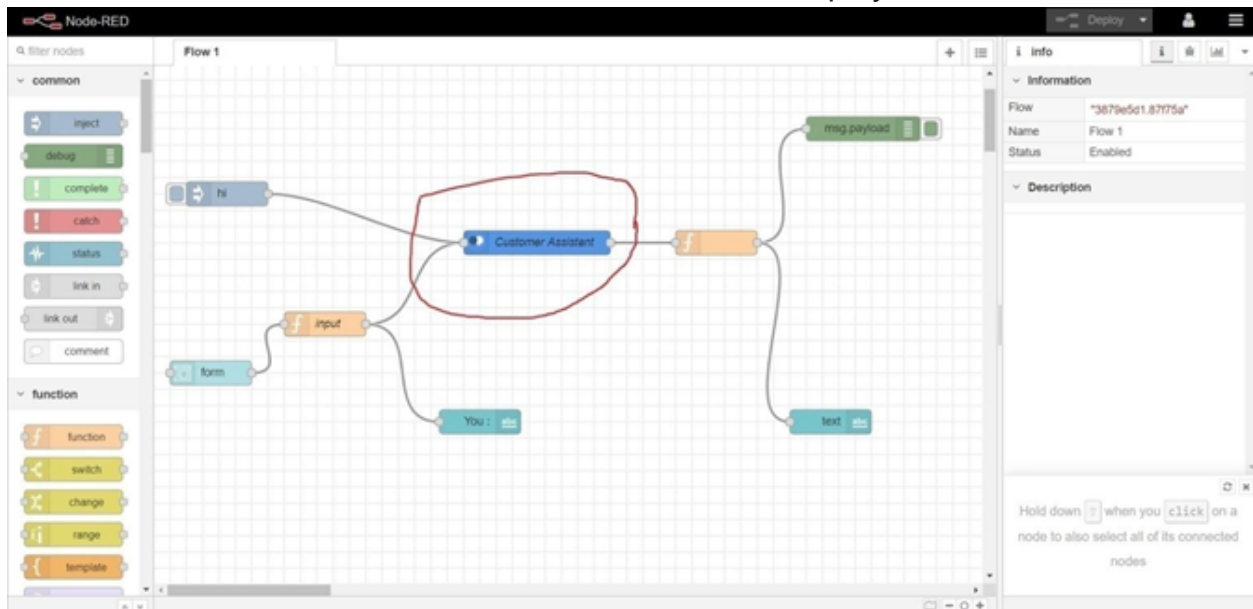 Node-RED
Deploy
filter nodes
Flow 1
i info
i
common
Information
Flow "3879e5d1.87f75a"
Name Flow 1
Status Enabled
Description
inject
debug
complete
catch
status
link in
link out
comment
function
function
switch
change
range
template
msg.payload
hi
Customer Assistant
f
f input
form
You : abc
text abc
Hold down ⇧ when you click on a
node to also select all of its connected
nodes